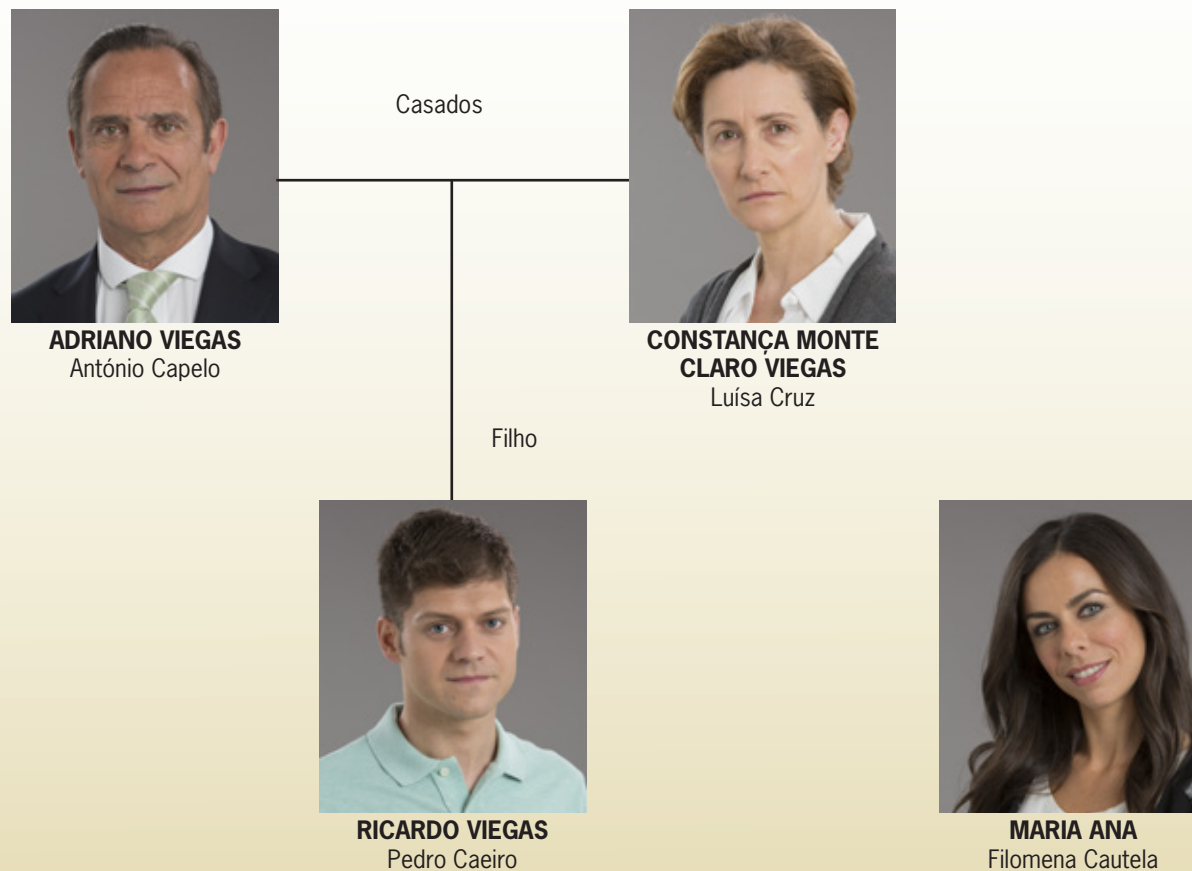 Casados
ADRIANO VIEGAS
António Capelo
CONSTANÇA MONTE
CLARO VIEGAS
Luísa Cruz
Filho
RICARDO VIEGAS
Pedro Caeiro
MARIA ANA
Filomena Cautela